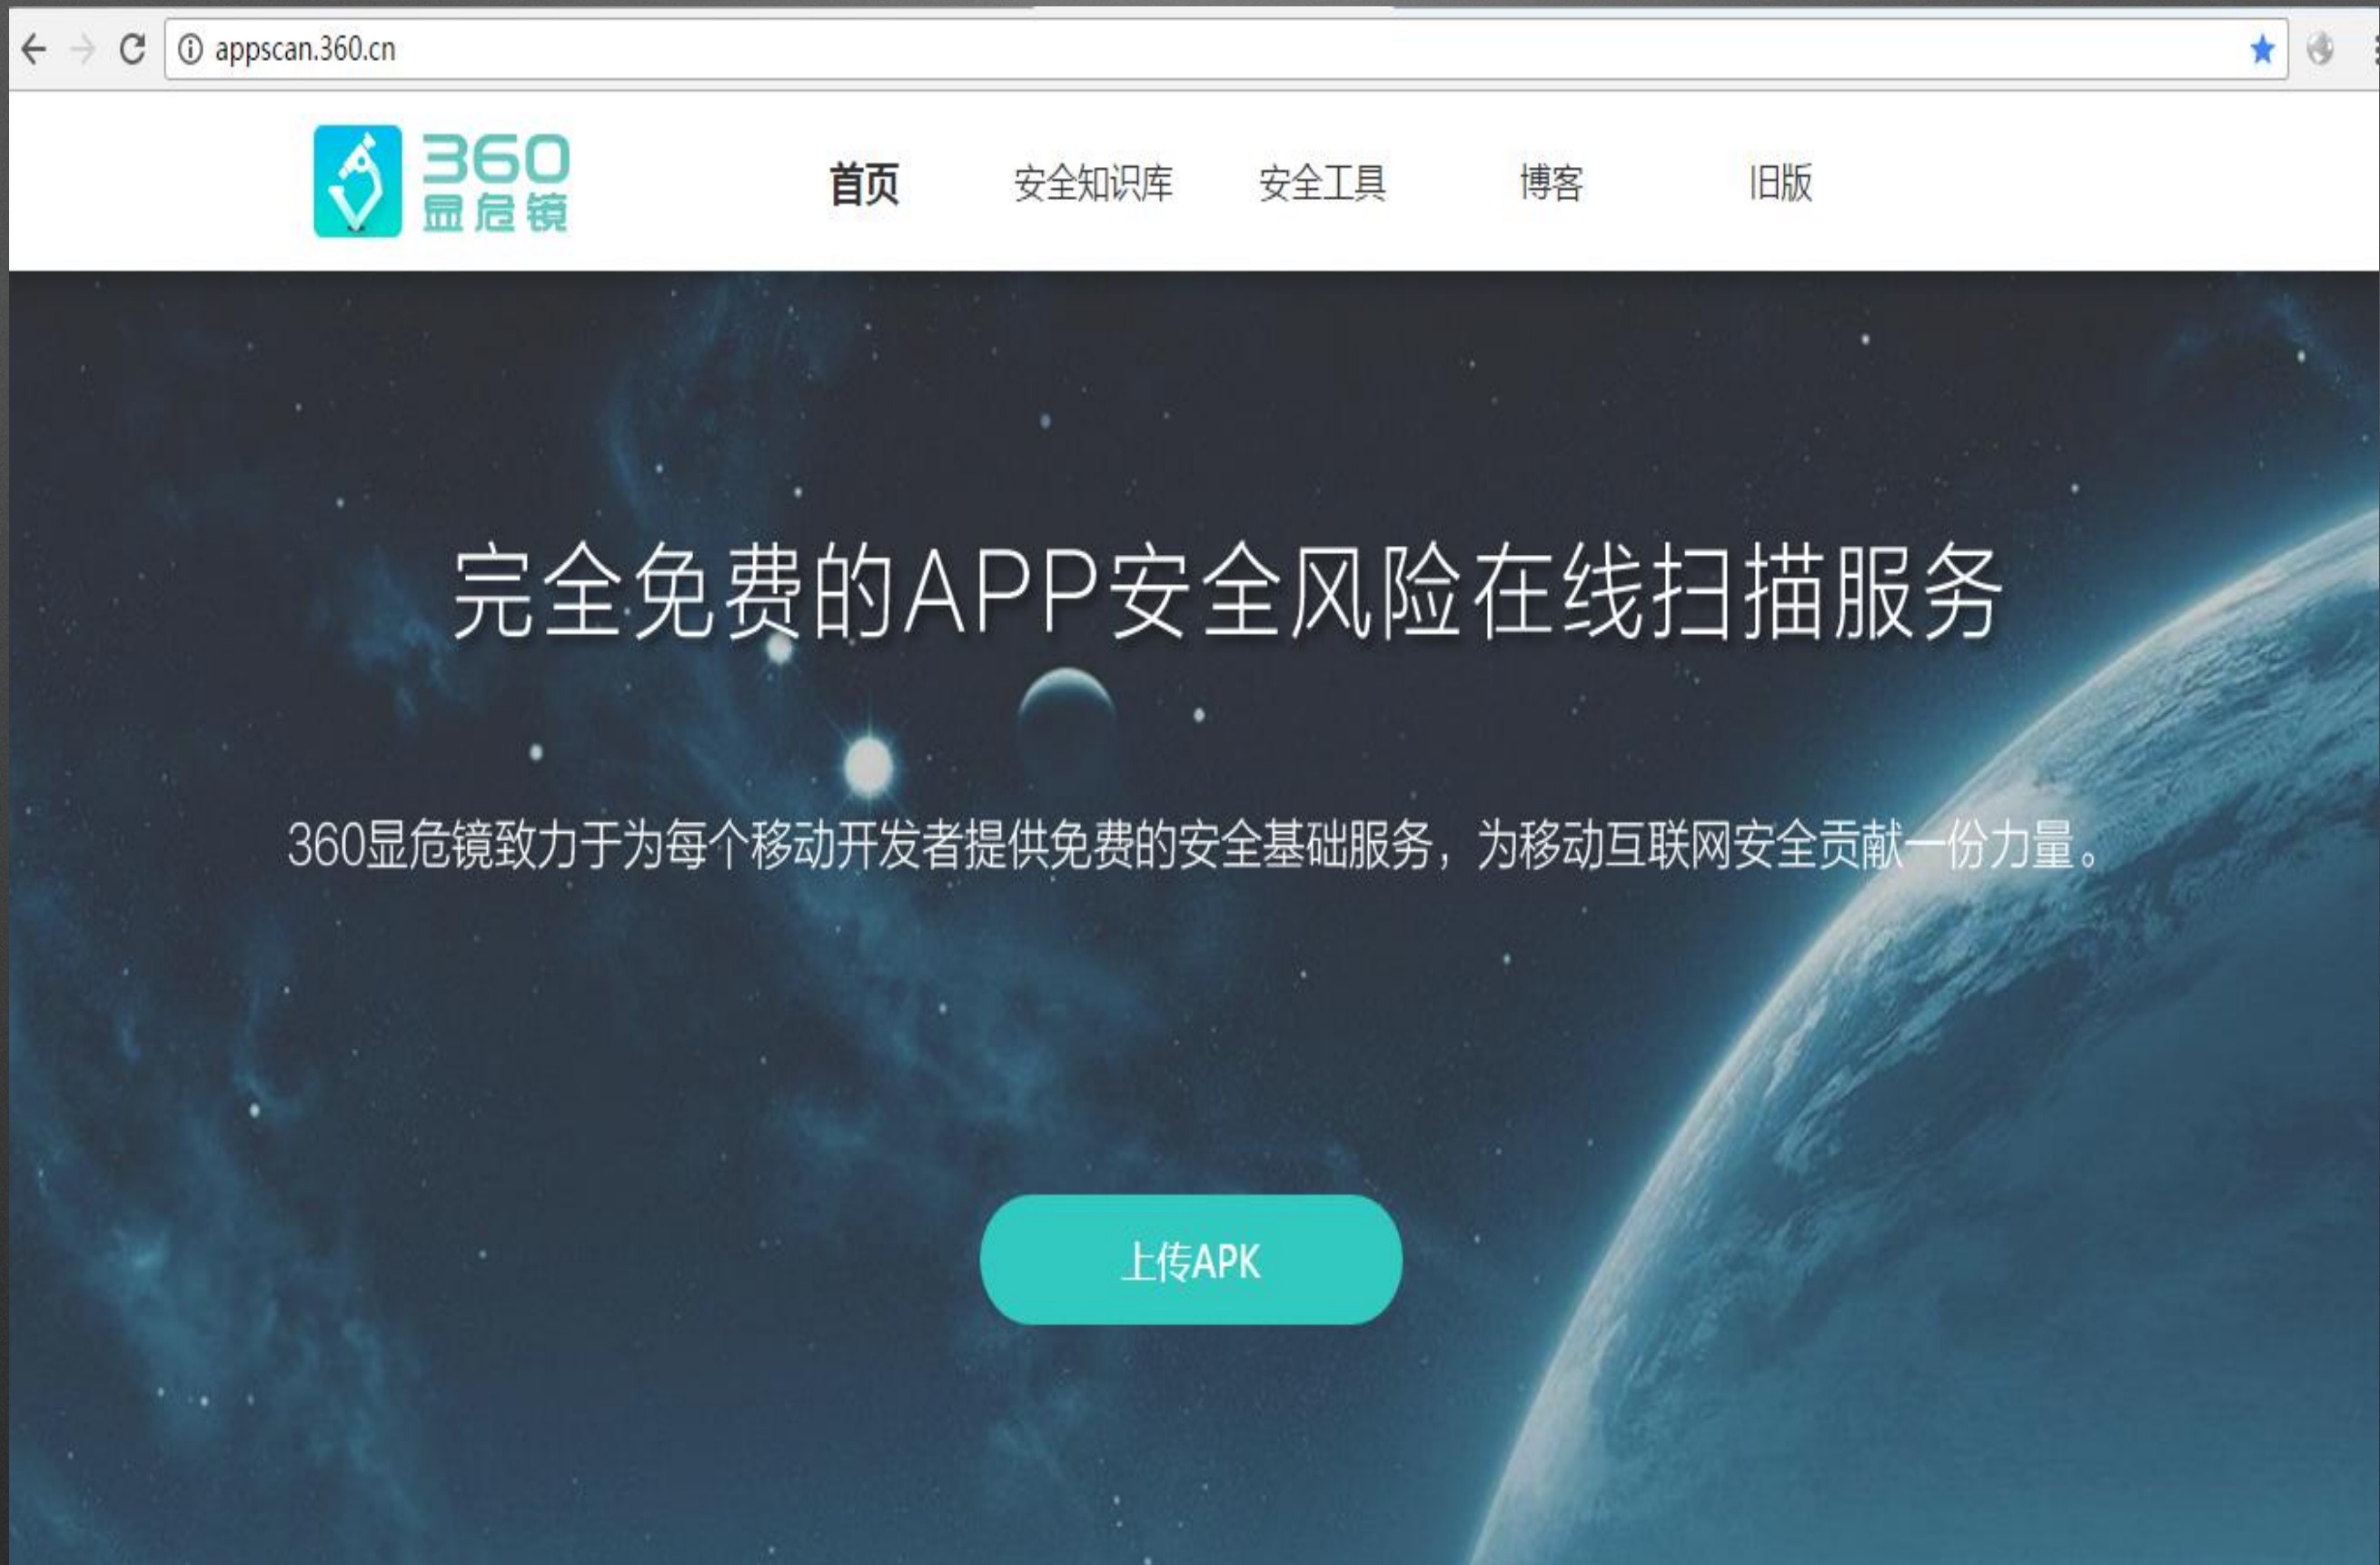 appscan.360.cn
360
显危镜
首页 安全知识库 安全工具 博客 旧版
完全免费的APP安全风险在线扫描服务
360显危镜致力于为每个移动开发者提供免费的安全基础服务，为移动互联网安全贡献一份力量。
上传APK